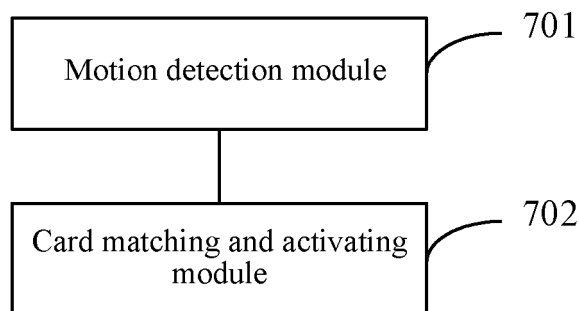 701
Motion detection module
702
Card matching and activating
module